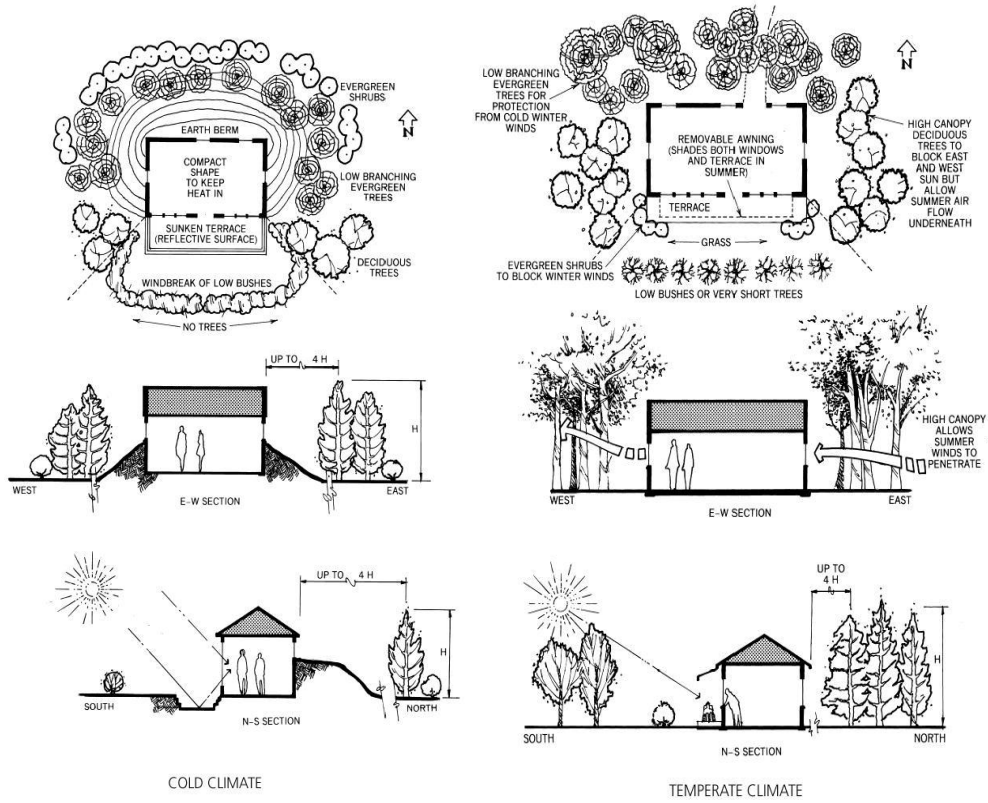 EVERGREEN
SHRUBS
N
EARTH BERM
COMPACT
SHAPE
TO KEEP
HEAT IN
LOW BRANCHING
EVERGREEN
TREES
SUNKEN TERRACE
(REFLECTIVE SURFACE)
DECIDUOUS
TREES
WINDBREAK OF LOW BUSHES
NO TREES
UP TO 4 H
H
WEST
EAST
E-W SECTION
UP TO 4 H
H
SOUTH
NORTH
N-S SECTION
COLD CLIMATE
N
LOW BRANCHING
EVERGREEN
TREES FOR
PROTECTION
FROM COLD WINTER
WINDS
REMOVABLE AWNING
(SHADES BOTH WINDOWS
AND TERRACE IN
SUMMER)
HIGH CANOPY
DECIDUOUS
TREES TO
BLOCK EAST
AND WEST
SUN BUT
ALLOW
SUMMER AIR
FLOW
UNDERNEATH
TERRACE
GRASS
EVERGREEN SHRUBS
TO BLOCK WINTER WINDS
LOW BUSHES OR VERY SHORT TREES
HIGH CANOPY
ALLOWS
SUMMER
WINDS TO
PENETRATE
WEST
EAST
E-W SECTION
UP TO
4 H
H
SOUTH
NORTH
N-S SECTION
TEMPERATE CLIMATE